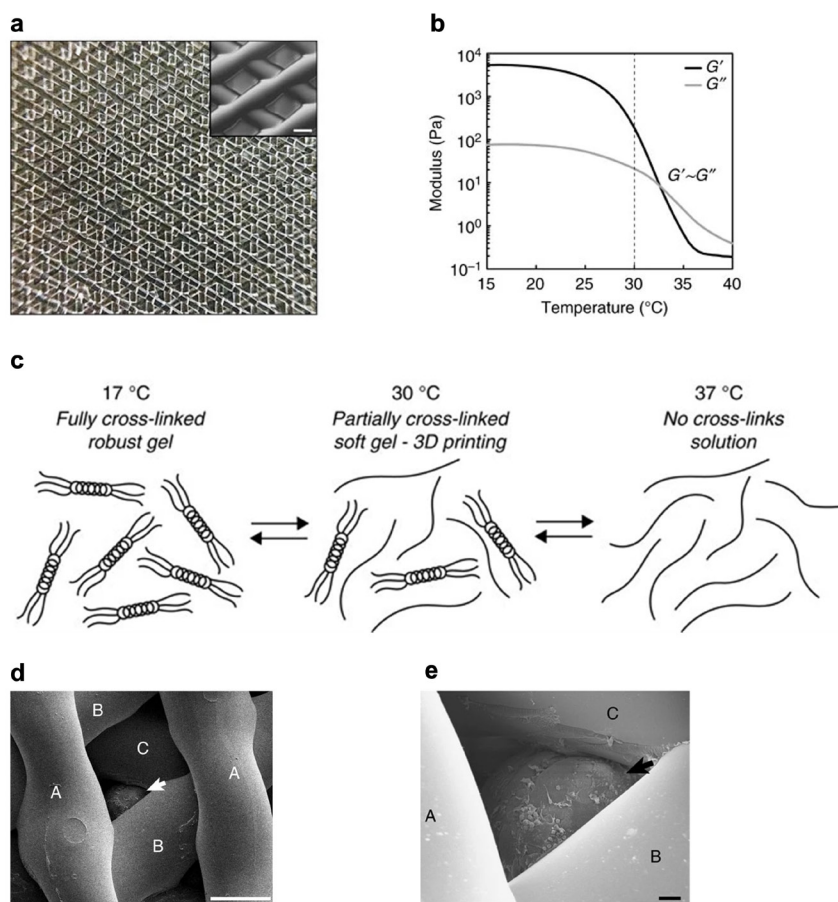 a
b
10⁴
10³
10²
10¹
10⁰
10⁻¹
Modulus (Pa)
G′
G″
G′~G″
15 20 25 30 35 40
Temperature (°C)
c
17 °C
Fully cross-linked
robust gel
30 °C
Partially cross-linked
soft gel - 3D printing
37 °C
No cross-links
solution
d
B
C
A
A
B
e
C
A
B